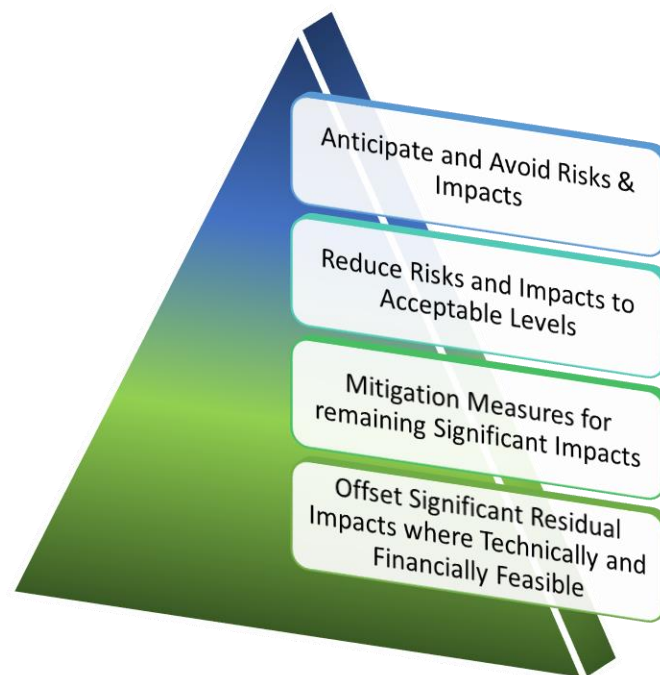 Anticipate and Avoid Risks &
Impacts
Reduce Risks and Impacts to
Acceptable Levels
Mitigation Measures for
remaining Significant Impacts
Offset Significant Residual
Impacts where Technically and
Financially Feasible